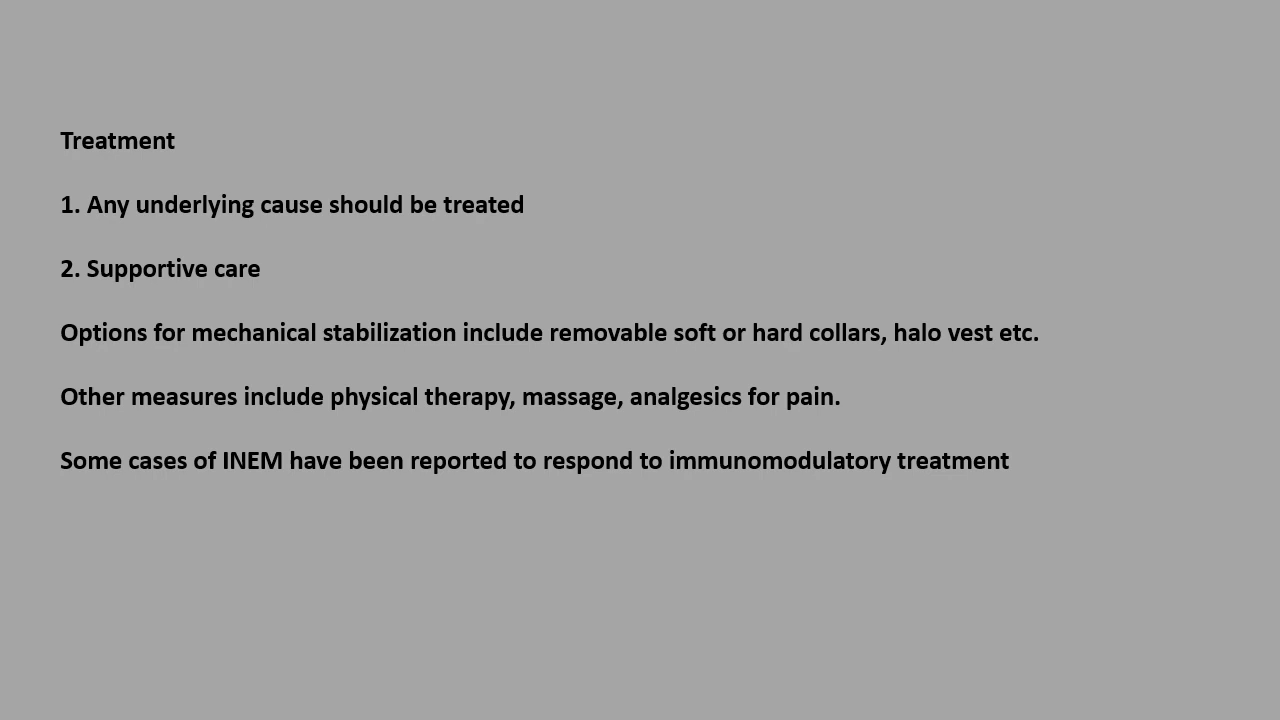 Treatment
1. Any underlying cause should be treated
2. Supportive care
Options for mechanical stabilization include removable soft or hard collars, halo vest etc.
Other measures include physical therapy, massage, analgesics for pain.
Some cases of INEM have been reported to respond to immunomodulatory treatment